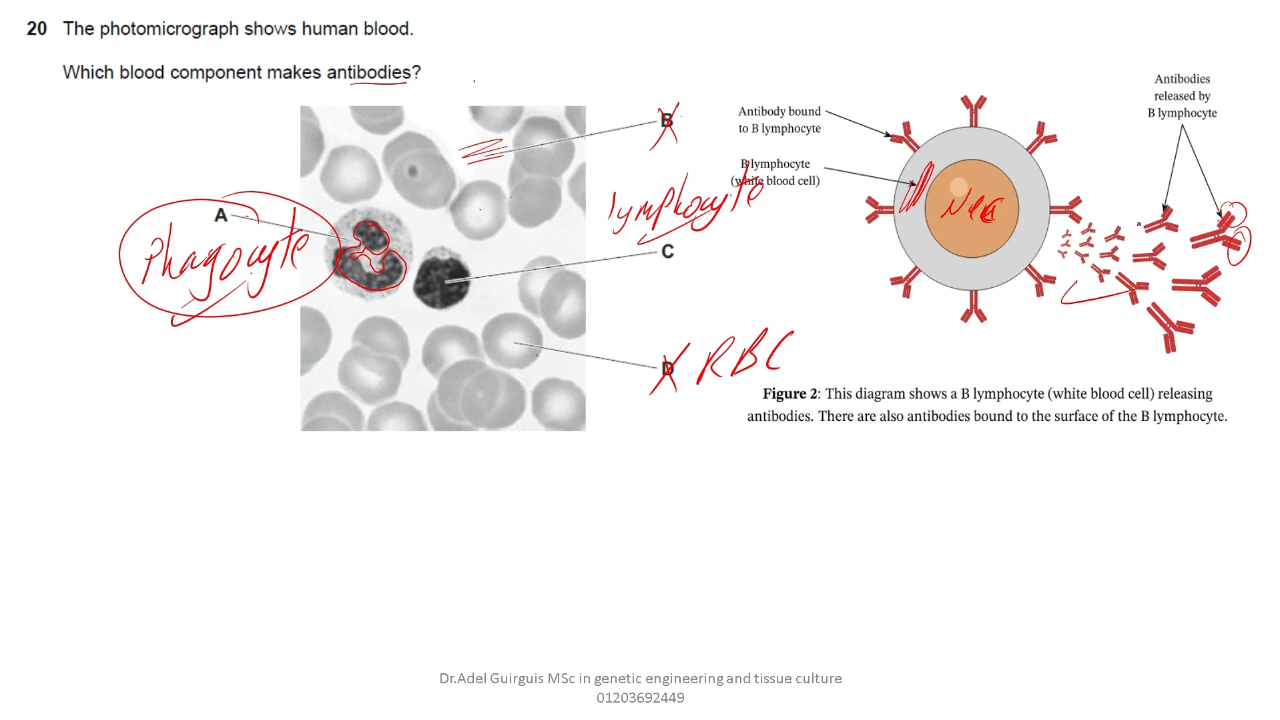 20 The photomicrograph shows human blood.
Which blood component makes antibodies?
A
B
C
D
Phagocyte
lymphocyte
RBC
Antibody bound
to B lymphocyte
B lymphocyte
(white blood cell)
Antibodies
released by
B lymphocyte
Figure 2: This diagram shows a B lymphocyte (white blood cell) releasing
antibodies. There are also antibodies bound to the surface of the B lymphocyte.
Dr.Adel Guirguis MSc in genetic engineering and tissue culture
01203692449